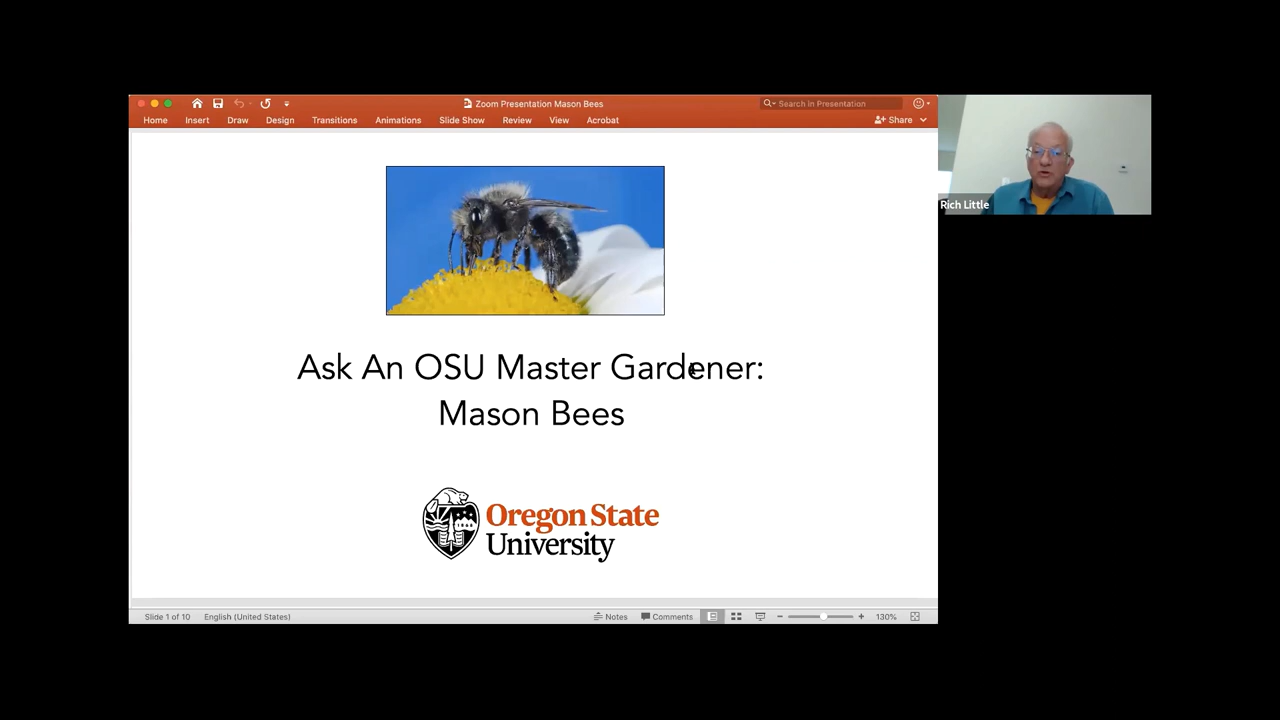 Zoom Presentation Mason Bees
Search in Presentation
Home Insert Draw Design Transitions Animations Slide Show Review View Acrobat
Share
Rich Little
Ask An OSU Master Gardener:
Mason Bees
Oregon State
University
Slide 1 of 10 English (United States) Notes Comments 130%